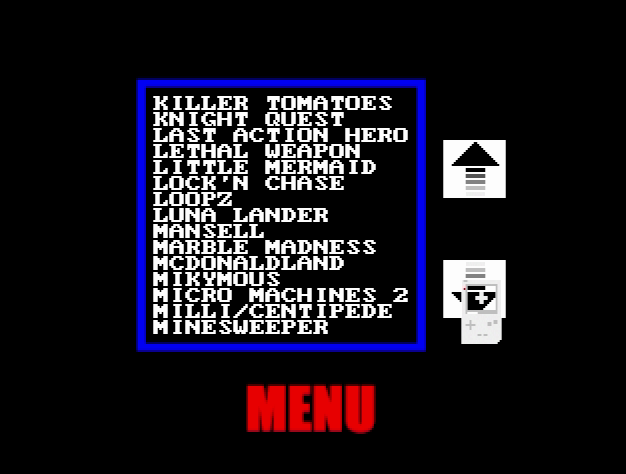 KILLER TOMATOES
KNIGHT QUEST
LAST ACTION HERO
LETHAL WEAPON
LITTLE MERMAID
LOCK'N CHASE
LOOPZ
LUNA LANDER
MANSELL
MARBLE MADNESS
MCDONALDLAND
MIKYMOUS
MICRO MACHINES 2
MILLI/CENTIPEDE
MINESWEEPER
MENU